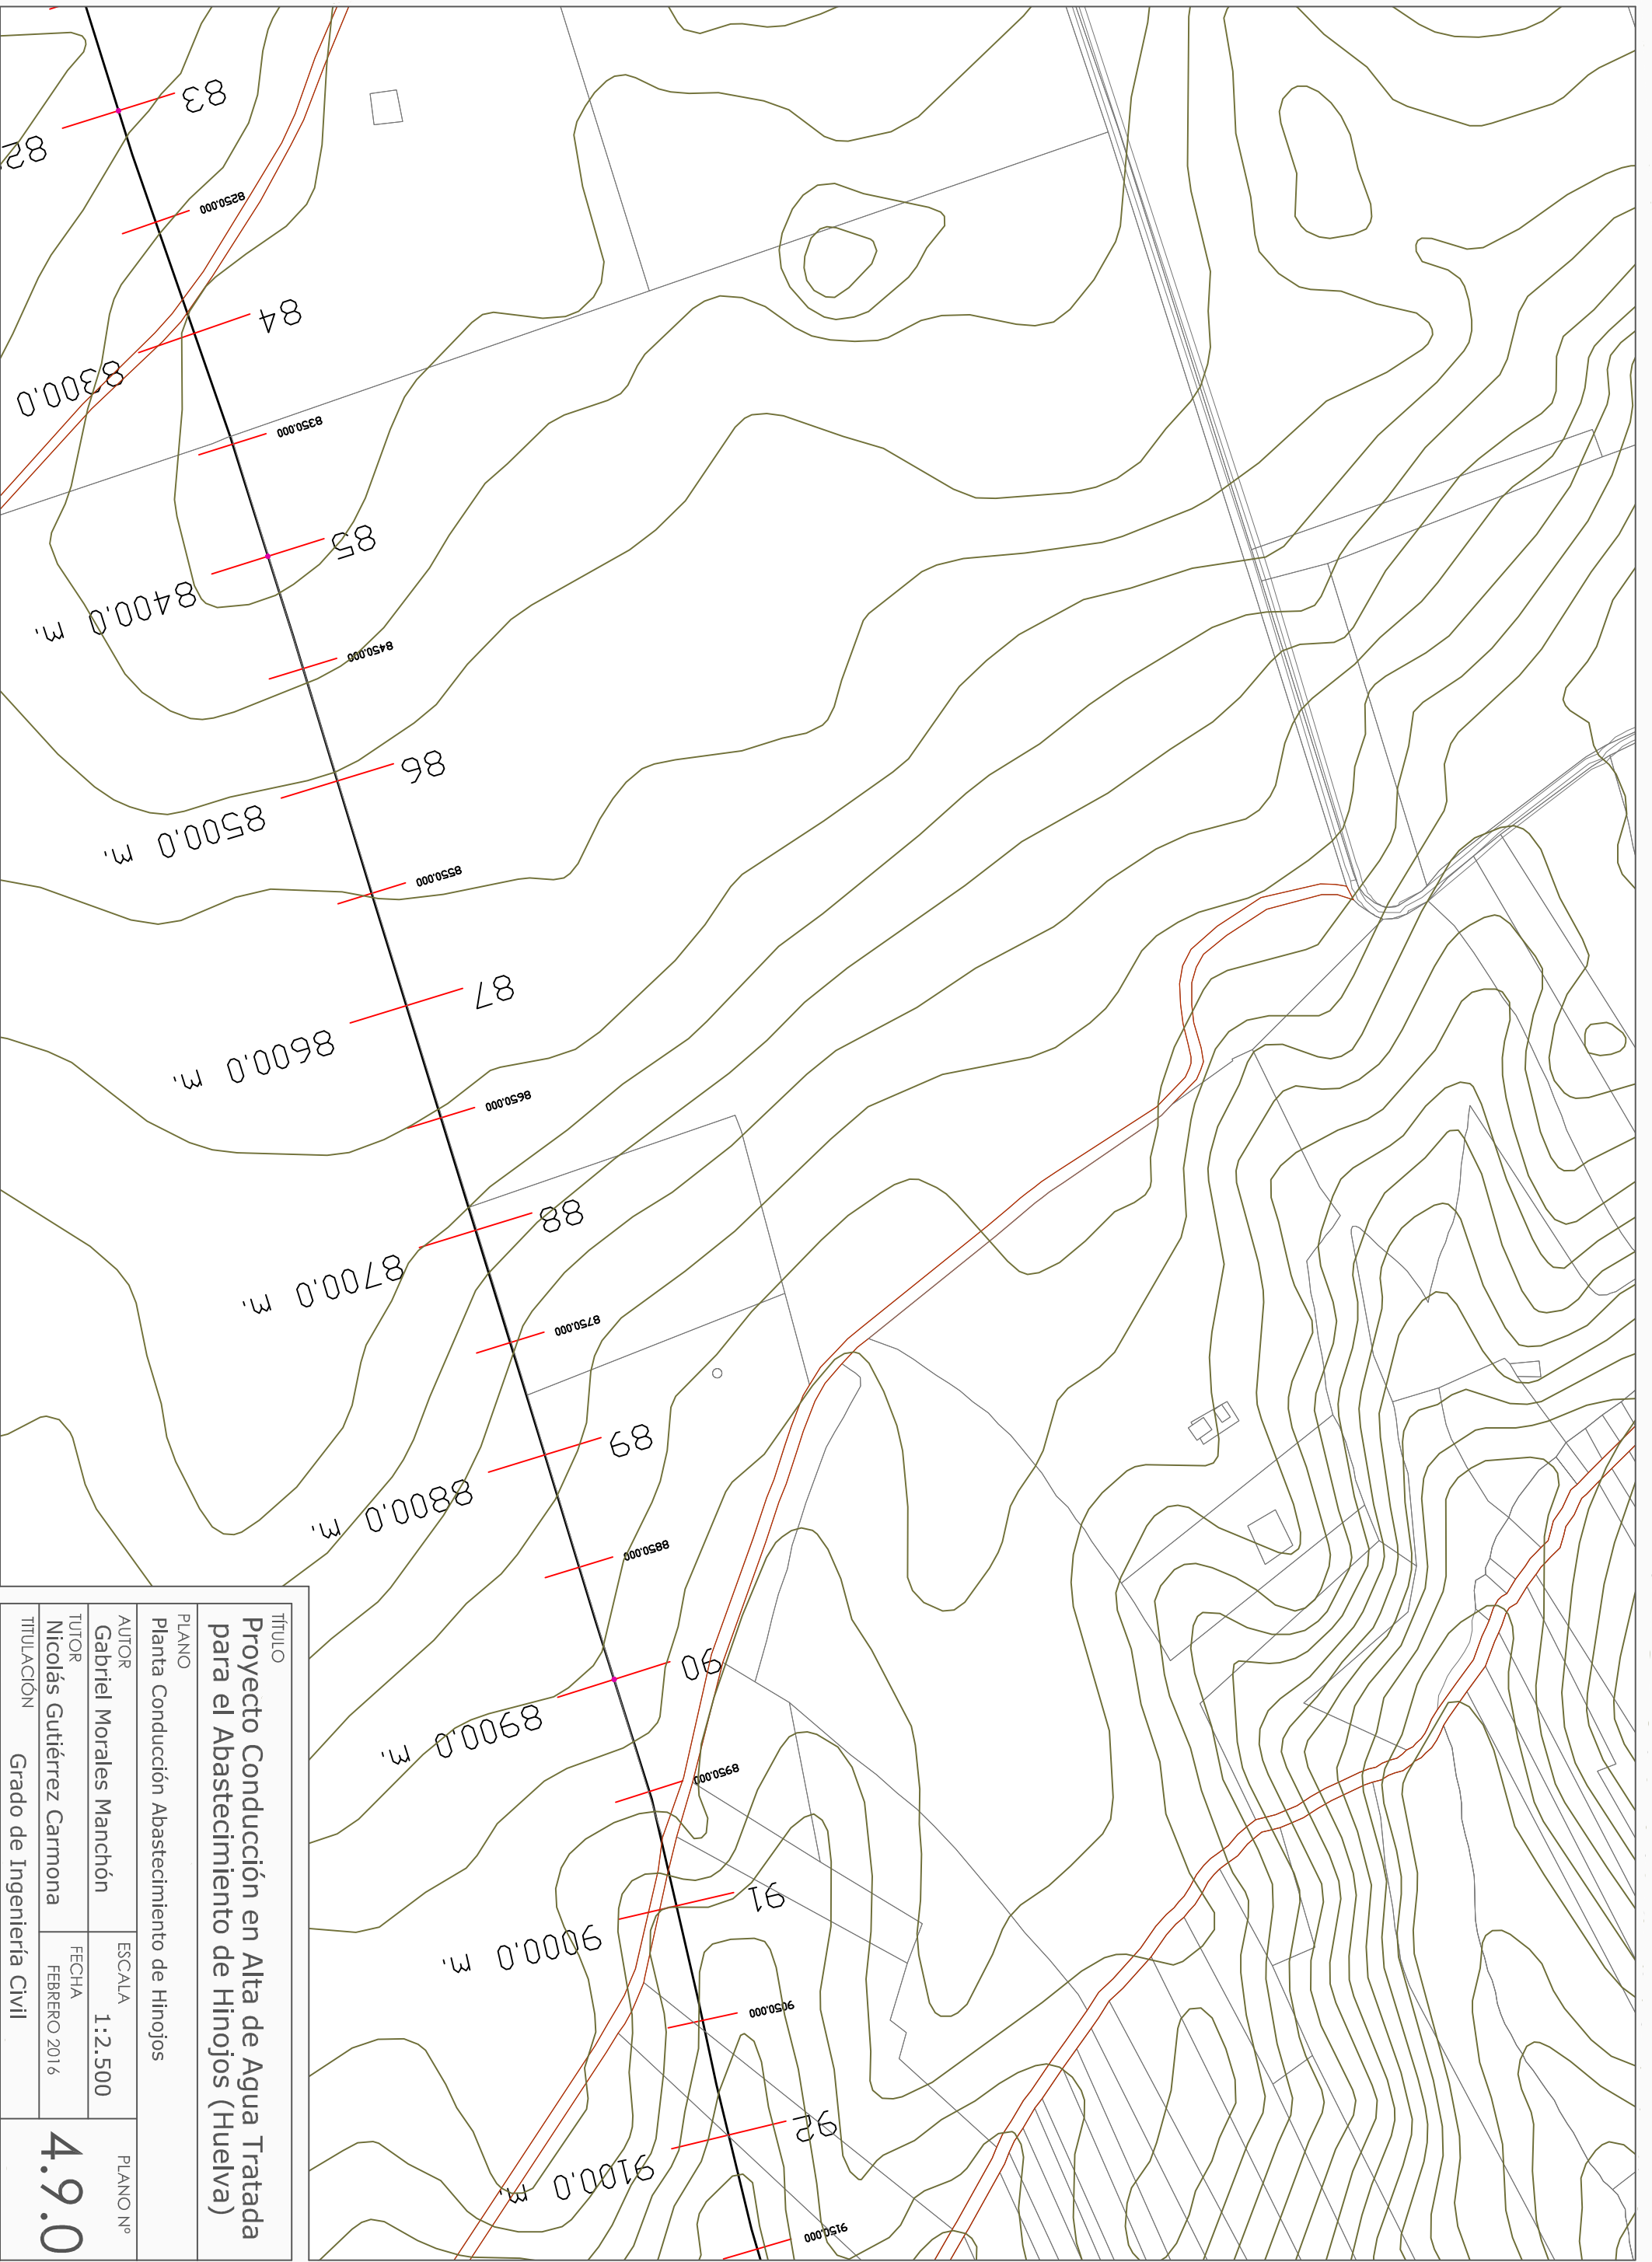 83
82
8250.000
84
8300.0
8350.000
85
8400.0 m.
8450.000
86
8500.0 m.
8550.000
87
8600.0 m.
8650.000
88
8700.0 m.
8750.000
89
8800.0 m.
8850.000
90
8900.0 m.
8950.000
91
9000.0 m.
9050.000
92
9100.0 m.
9150.000
TÍTULO
Proyecto Conducción en Alta de Agua Tratada
para el Abastecimiento de Hinojos (Huelva)
PLANO
Planta Conducción Abastecimiento de Hinojos
AUTOR
Gabriel Morales Manchón
ESCALA
1:2.500
PLANO Nº
4.9.0
TUTOR
Nicolás Gutiérrez Carmona
FECHA
FEBRERO 2016
TITULACIÓN
Grado de Ingeniería Civil